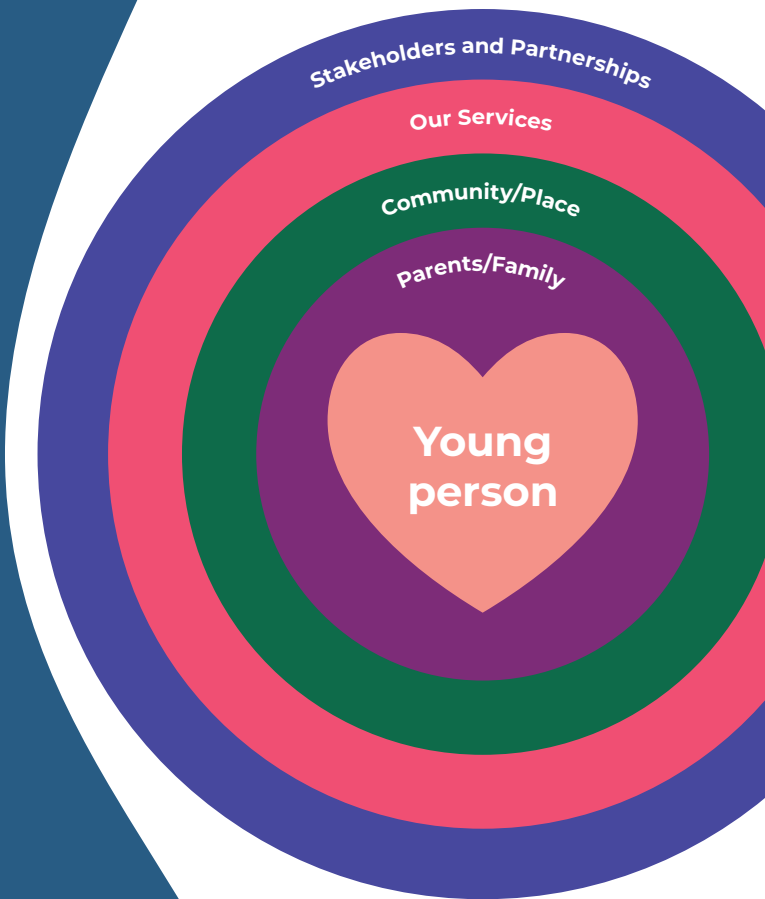 Stakeholders and Partnerships
Our Services
Community/Place
Parents/Family
Young
person